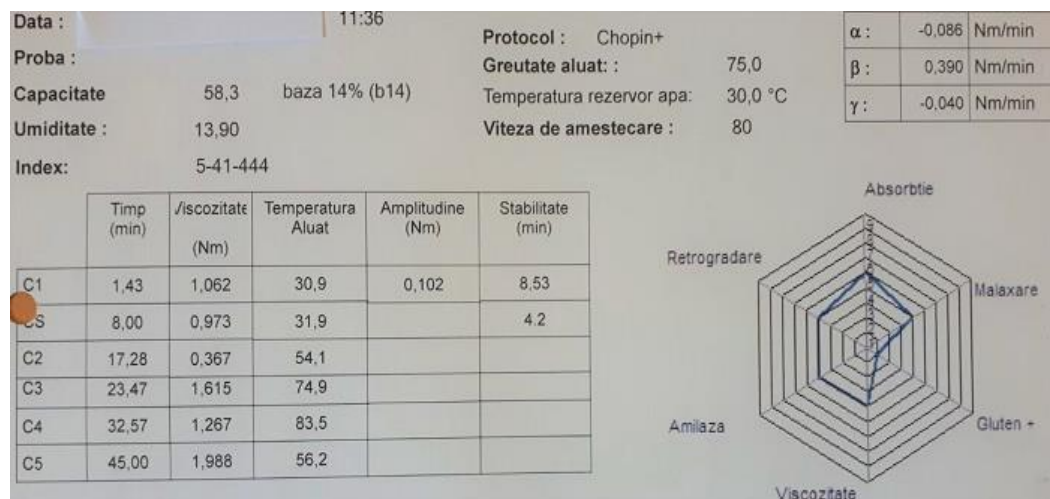 Data : 11:36
Proba :
Capacitate 58,3 baza 14% (b14)
Umiditate : 13,90
Index: 5-41-444
Protocol : Chopin+
Greutate aluat: : 75,0
Temperatura rezervor apa: 30,0 °C
Viteza de amestecare : 80
α : -0,086 Nm/min
β : 0,390 Nm/min
γ : -0,040 Nm/min
Timp (min) Viscozitate (Nm) Temperatura Aluat Amplitudine (Nm) Stabilitate (min)
C1 1,43 1,062 30,9 0,102 8,53
CS 8,00 0,973 31,9 4.2
C2 17,28 0,367 54,1
C3 23,47 1,615 74,9
C4 32,57 1,267 83,5
C5 45,00 1,988 56,2
Absorbtie
Retrogradare
Malaxare
Amilaza
Gluten +
Viscozitate